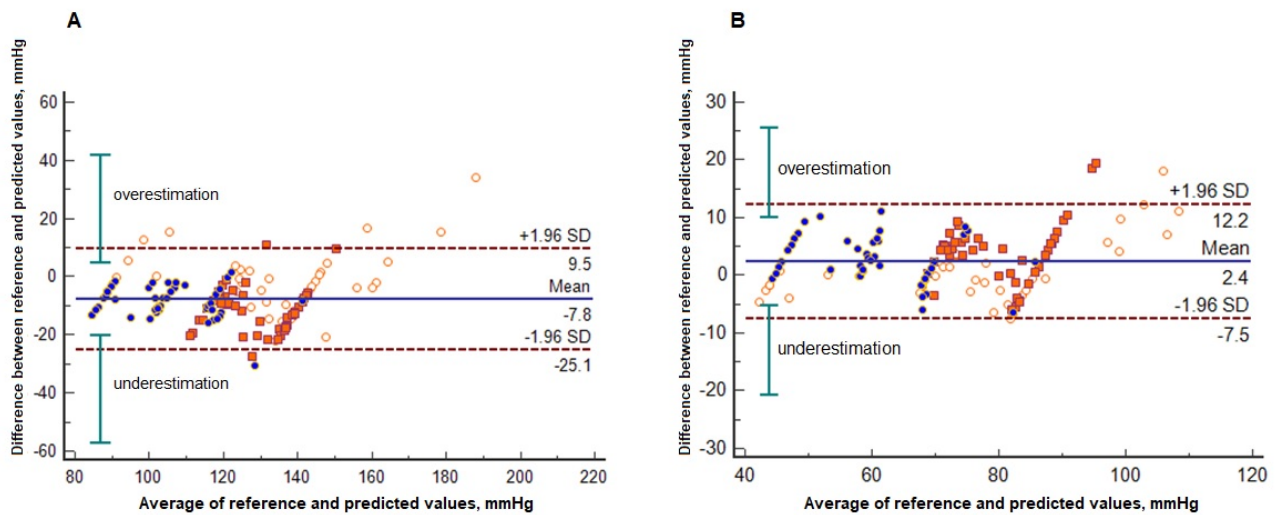 A
Difference between reference and predicted values, mmHg
60
40
20
0
-20
-40
-60
overestimation
underestimation
+1.96 SD
9.5
Mean
-7.8
-1.96 SD
-25.1
80 100 120 140 160 180 200 220
Average of reference and predicted values, mmHg
B
Difference between reference and predicted values, mmHg
30
20
10
0
-10
-20
-30
overestimation
underestimation
+1.96 SD
12.2
Mean
2.4
-1.96 SD
-7.5
40 60 80 100 120
Average of reference and predicted values, mmHg